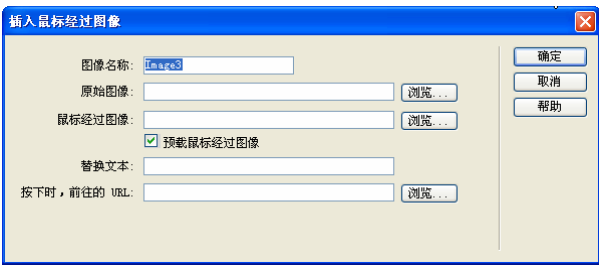 插入鼠标经过图像
图像名称: Image3
确定
原始图像: 浏览...
取消
鼠标经过图像: 浏览...
帮助
预载鼠标经过图像
替换文本:
按下时，前往的 URL: 浏览...